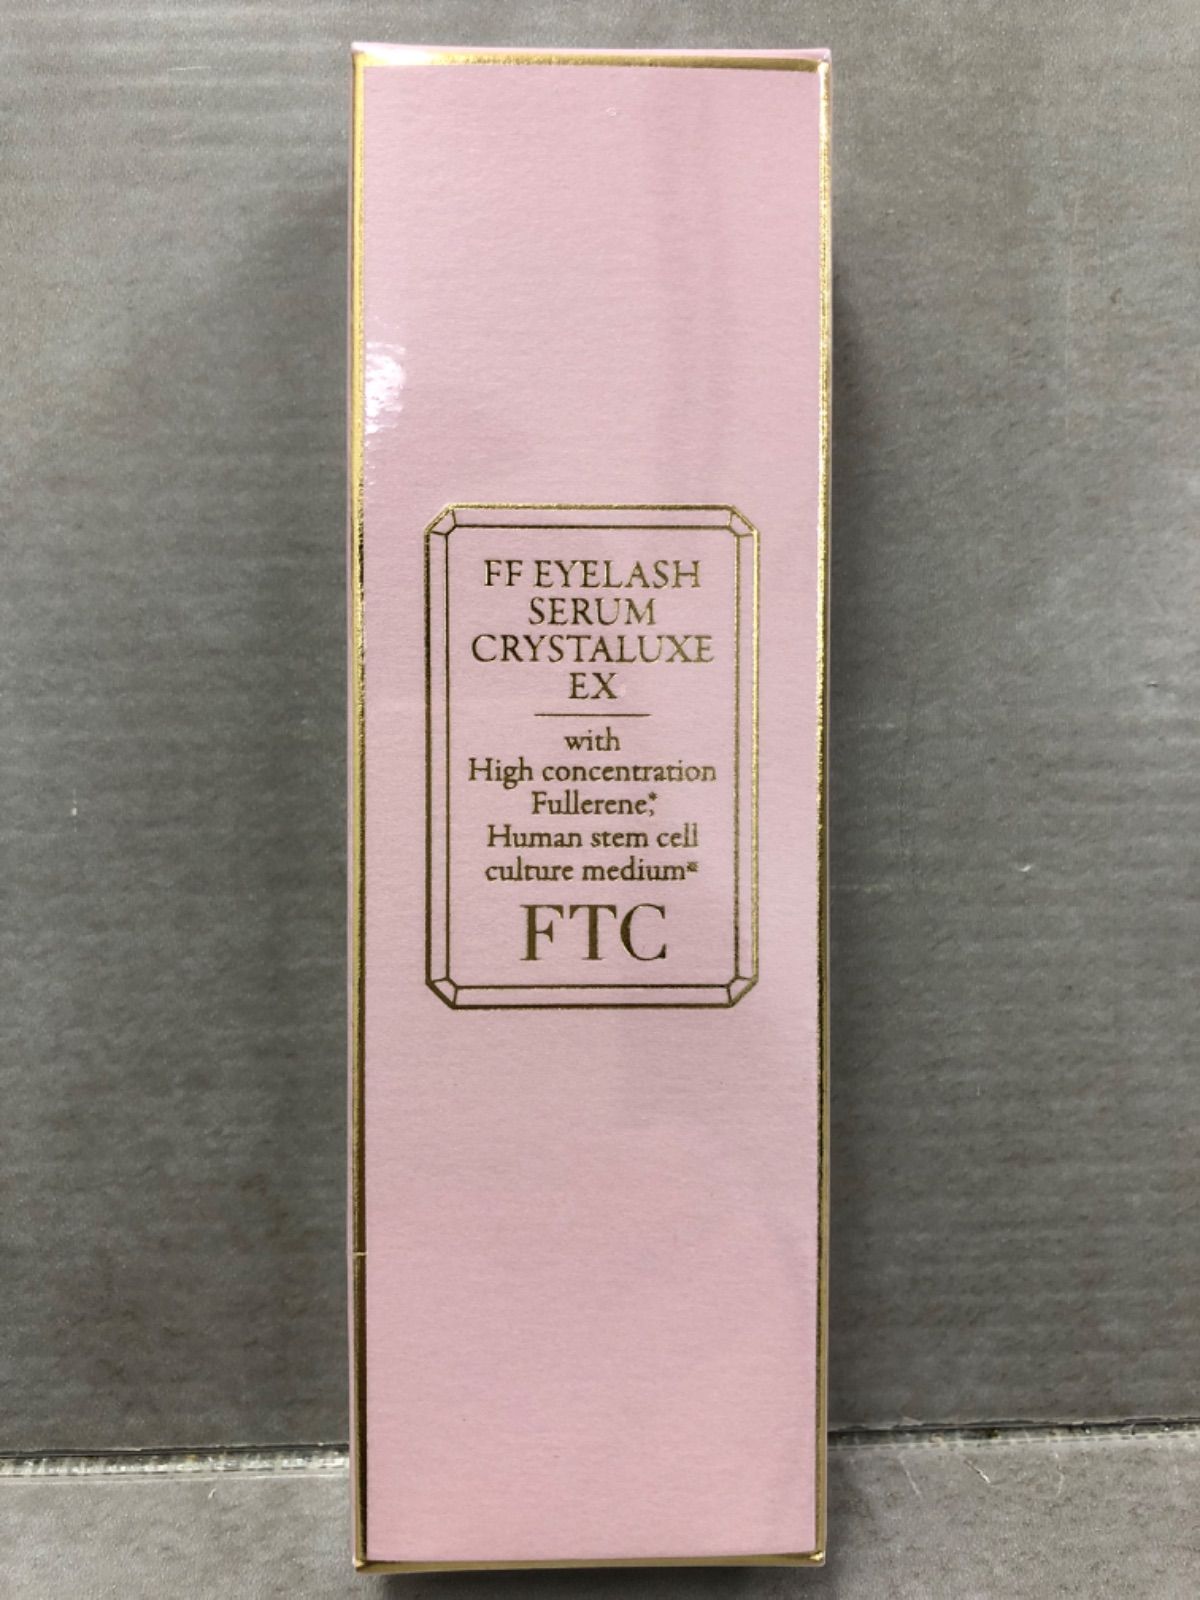 FF EYELASH
SERUM
CRYSTALUXE
EX
with
High concentration
Fullerene,*
Human stem cell
culture medium※
FTC